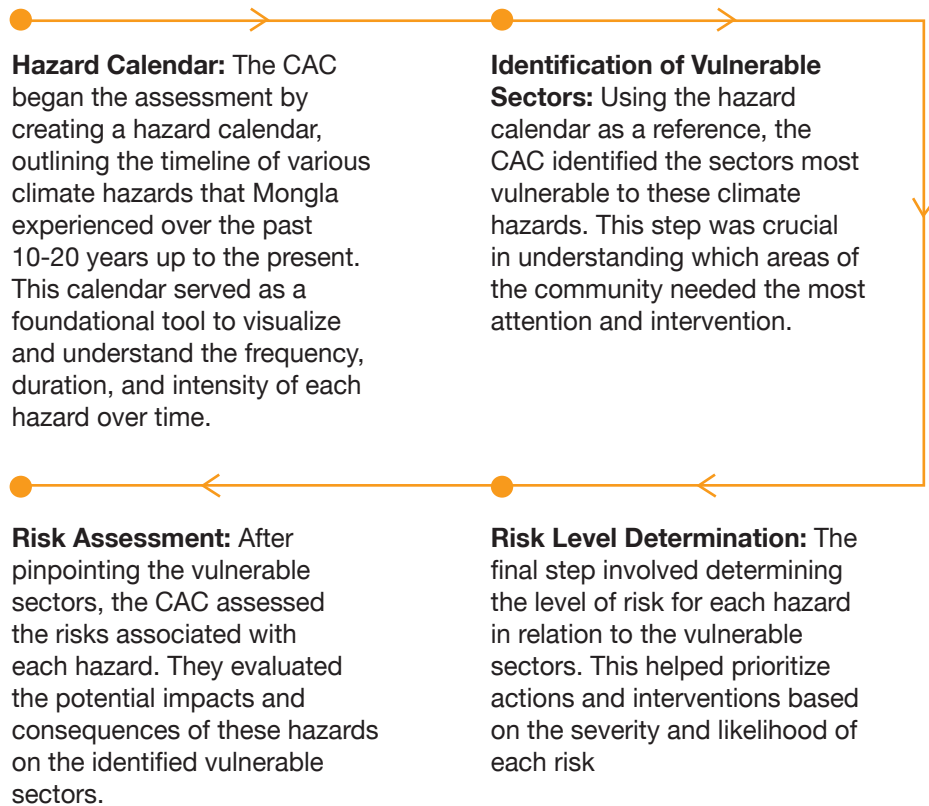 Hazard Calendar: The CAC
began the assessment by
creating a hazard calendar,
outlining the timeline of various
climate hazards that Mongla
experienced over the past
10-20 years up to the present.
This calendar served as a
foundational tool to visualize
and understand the frequency,
duration, and intensity of each
hazard over time.
Identification of Vulnerable
Sectors: Using the hazard
calendar as a reference, the
CAC identified the sectors most
vulnerable to these climate
hazards. This step was crucial
in understanding which areas of
the community needed the most
attention and intervention.
Risk Assessment: After
pinpointing the vulnerable
sectors, the CAC assessed
the risks associated with
each hazard. They evaluated
the potential impacts and
consequences of these hazards
on the identified vulnerable
sectors.
Risk Level Determination: The
final step involved determining
the level of risk for each hazard
in relation to the vulnerable
sectors. This helped prioritize
actions and interventions based
on the severity and likelihood of
each risk